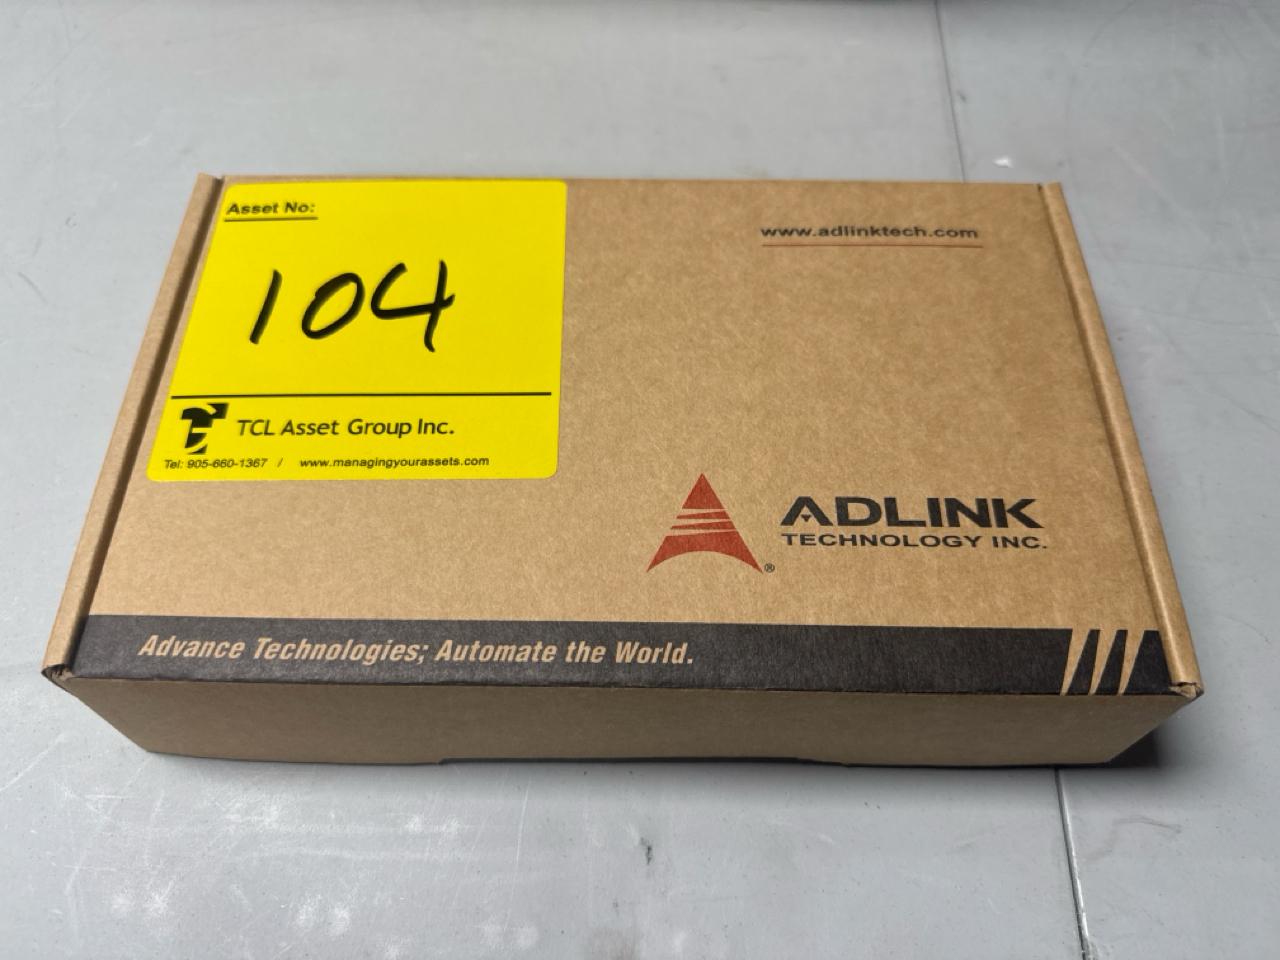 Asset No:
104
TCL Asset Group Inc.
Tel: 905-660-1367 / www.managingyourassets.com
www.adlinktech.com
ADLINK
TECHNOLOGY INC.
®
Advance Technologies; Automate the World.